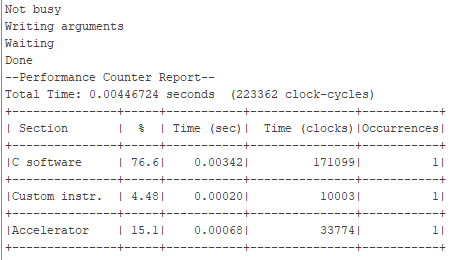 Not busy
Writing arguments
Waiting
Done
--Performance Counter Report--
Total Time: 0.00446724 seconds  (223362 clock-cycles)
+---------------+-----+-----------+---------------+-----------+
| Section       |  %  | Time (sec)|  Time (clocks)|Occurrences|
+---------------+-----+-----------+---------------+-----------+
|C software     | 76.6|    0.00342|         171099|          1|
+---------------+-----+-----------+---------------+-----------+
|Custom instr.  | 4.48|    0.00020|          10003|          1|
+---------------+-----+-----------+---------------+-----------+
|Accelerator    | 15.1|    0.00068|          33774|          1|
+---------------+-----+-----------+---------------+-----------+